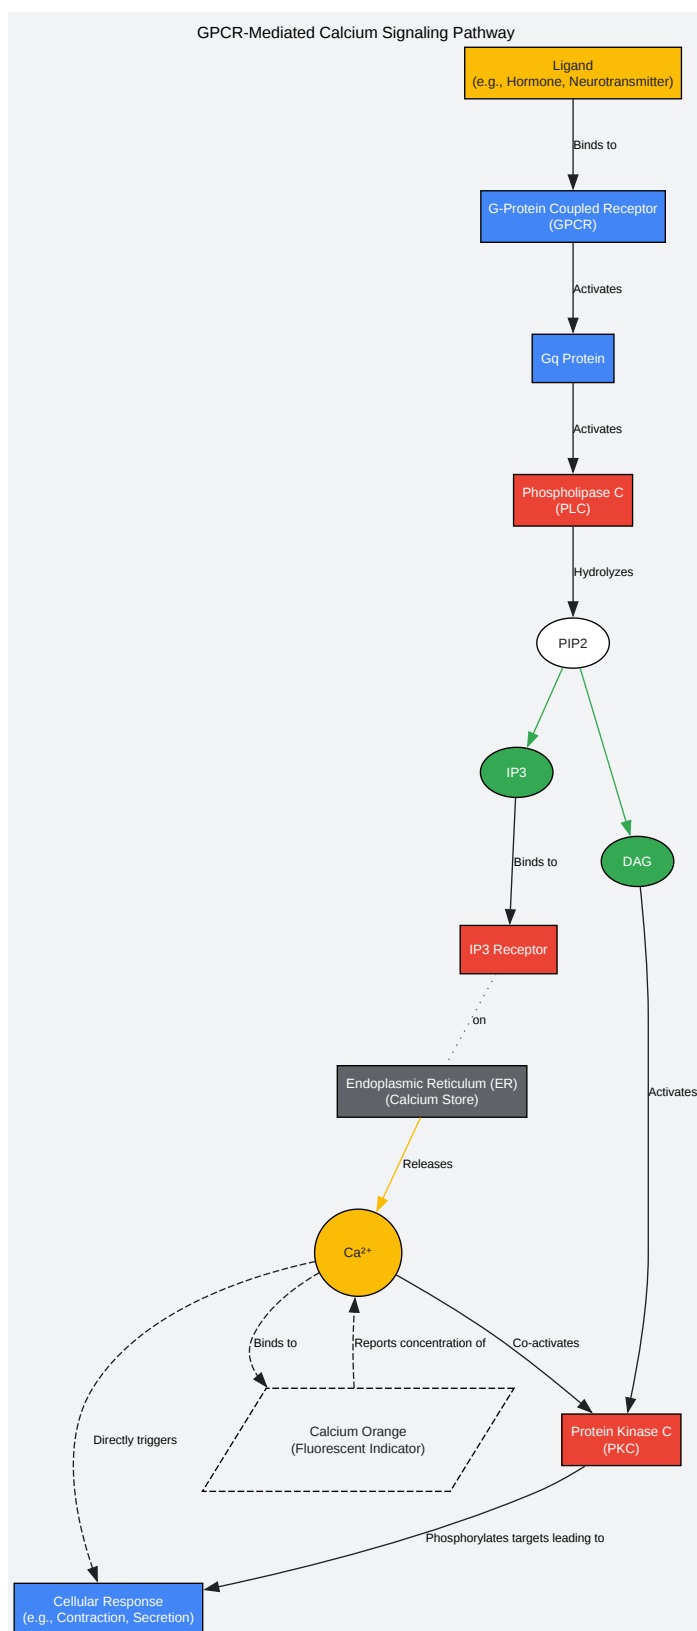 GPCR-Mediated Calcium Signaling Pathway
Ligand
(e.g., Hormone, Neurotransmitter)
Binds to
G-Protein Coupled Receptor
(GPCR)
Activates
Gq Protein
Activates
Phospholipase C
(PLC)
Hydrolyzes
PIP2
IP3
DAG
Binds to
IP3 Receptor
on
Endoplasmic Reticulum (ER)
(Calcium Store)
Activates
Releases
Ca²⁺
Binds to
Reports concentration of
Co-activates
Directly triggers
Calcium Orange
(Fluorescent Indicator)
Protein Kinase C
(PKC)
Phosphorylates targets leading to
Cellular Response
(e.g., Contraction, Secretion)